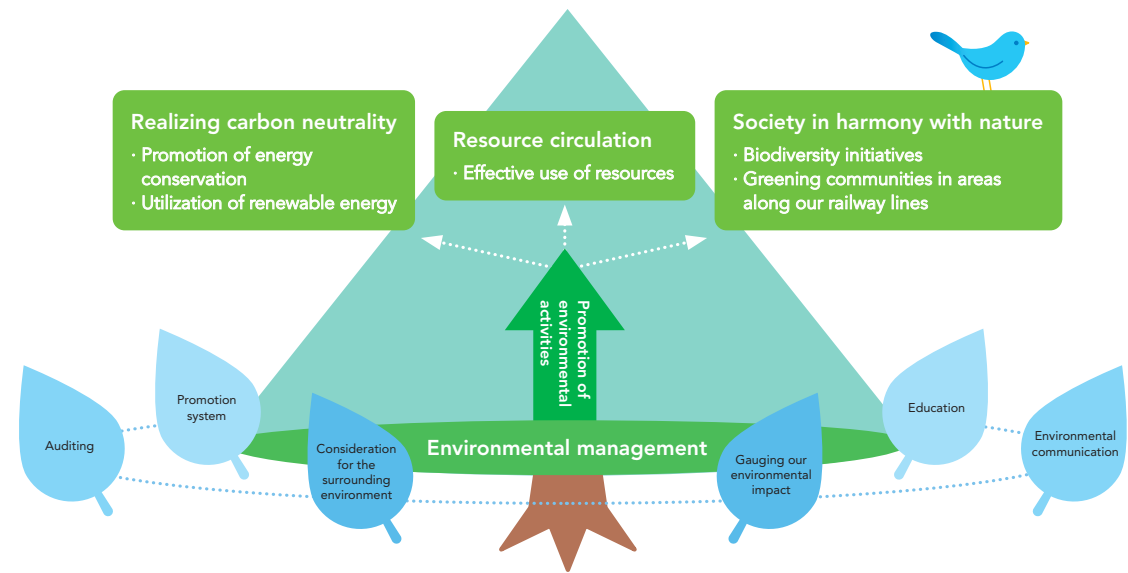 Realizing carbon neutrality
· Promotion of energy
conservation
· Utilization of renewable energy
Resource circulation
· Effective use of resources
Society in harmony with nature
· Biodiversity initiatives
· Greening communities in areas
along our railway lines
Promotion of
environmental
activities
Auditing
Promotion
system
Consideration
for the
surrounding
environment
Environmental management
Gauging our
environmental
impact
Education
Environmental
communication